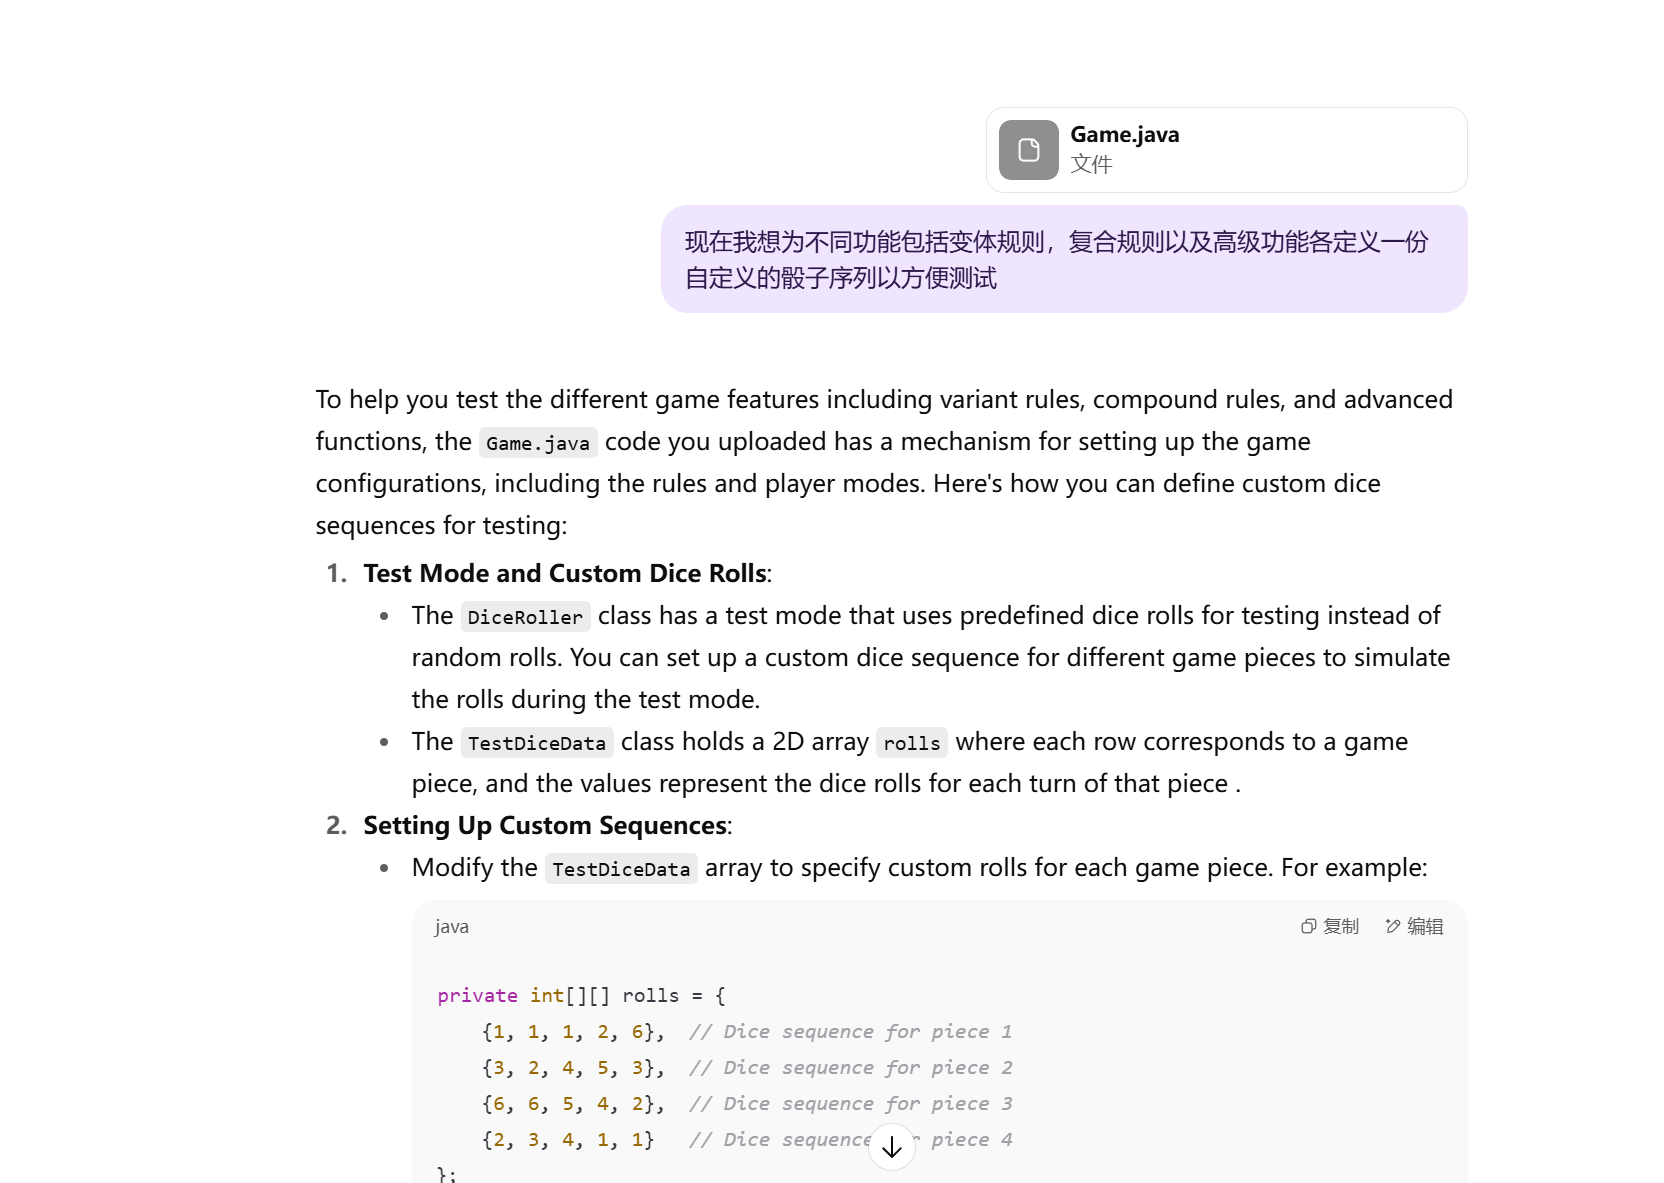 Game.java
文件
现在我想为不同功能包括变体规则，复合规则以及高级功能各定义一份
自定义的骰子序列以方便测试
To help you test the different game features including variant rules, compound rules, and advanced
functions, the Game.java code you uploaded has a mechanism for setting up the game
configurations, including the rules and player modes. Here's how you can define custom dice
sequences for testing:
1. Test Mode and Custom Dice Rolls:
• The DiceRoller class has a test mode that uses predefined dice rolls for testing instead of
random rolls. You can set up a custom dice sequence for different game pieces to simulate
the rolls during the test mode.
• The TestDiceData class holds a 2D array rolls where each row corresponds to a game
piece, and the values represent the dice rolls for each turn of that piece .
2. Setting Up Custom Sequences:
• Modify the TestDiceData array to specify custom rolls for each game piece. For example:
java 复制 编辑
private int[][] rolls = {
{1, 1, 1, 2, 6}, // Dice sequence for piece 1
{3, 2, 4, 5, 3}, // Dice sequence for piece 2
{6, 6, 5, 4, 2}, // Dice sequence for piece 3
{2, 3, 4, 1, 1} // Dice sequence piece 4
};